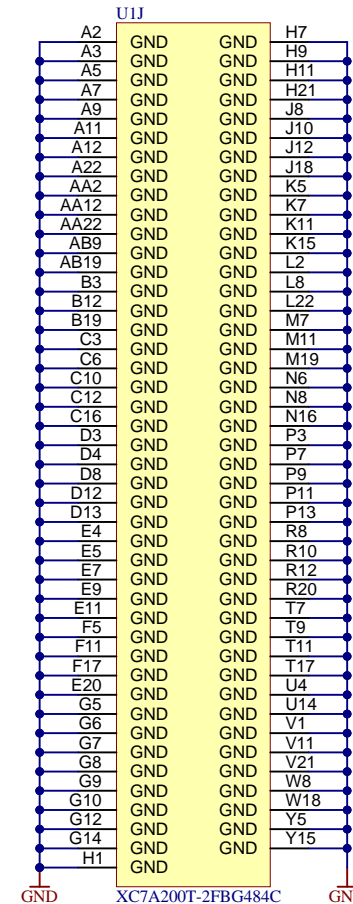 U1J
A2 GND GND H7
A3 GND GND H9
A5 GND GND H11
A7 GND GND H21
A9 GND GND J8
A11 GND GND J10
A12 GND GND J12
A22 GND GND J18
AA2 GND GND K5
AA12 GND GND K7
AA22 GND GND K11
AB9 GND GND K15
AB19 GND GND L2
B3 GND GND L8
B12 GND GND L22
B19 GND GND M7
C3 GND GND M11
C6 GND GND M19
C10 GND GND N6
C12 GND GND N8
C16 GND GND N16
D3 GND GND P3
D4 GND GND P7
D8 GND GND P9
D12 GND GND P11
D13 GND GND P13
E4 GND GND R8
E5 GND GND R10
E7 GND GND R12
E9 GND GND R20
E11 GND GND T7
F5 GND GND T9
F11 GND GND T11
F17 GND GND T17
E20 GND GND U4
G5 GND GND U14
G6 GND GND V1
G7 GND GND V11
G8 GND GND V21
G9 GND GND W8
G10 GND GND W18
G12 GND GND Y5
G14 GND GND Y15
H1 GND
GND XC7A200T-2FBG484C GN